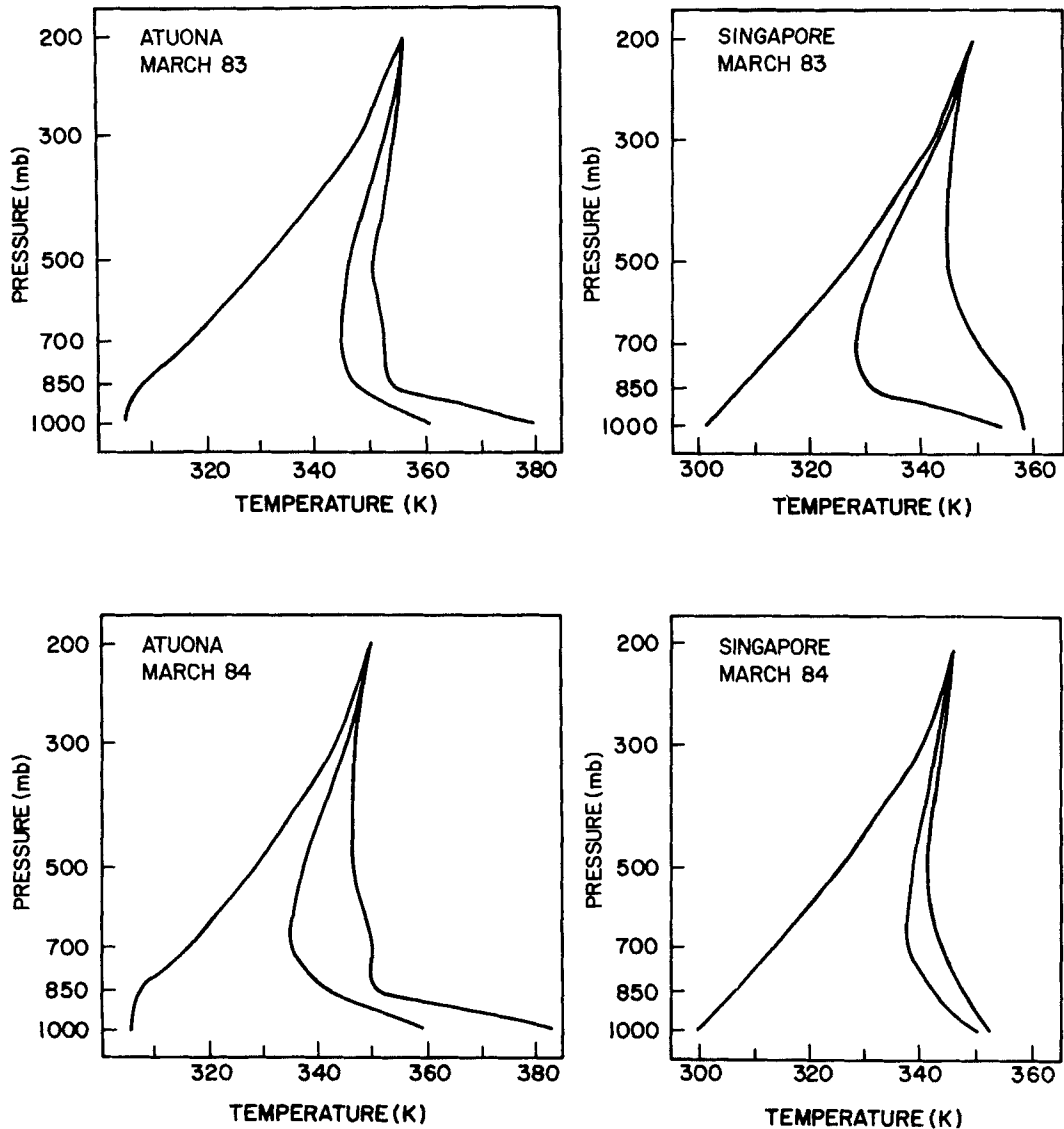 ATUONA
MARCH 83
200
300
500
700
850
1000
PRESSURE (mb)
320 340 360 380
TEMPERATURE (K)
SINGAPORE
MARCH 83
200
300
500
700
850
1000
PRESSURE (mb)
300 320 340 360
TEMPERATURE (K)
ATUONA
MARCH 84
200
300
500
700
850
1000
PRESSURE (mb)
320 340 360 380
TEMPERATURE (K)
SINGAPORE
MARCH 84
200
300
500
700
850
1000
PRESSURE (mb)
300 320 340 360
TEMPERATURE (K)